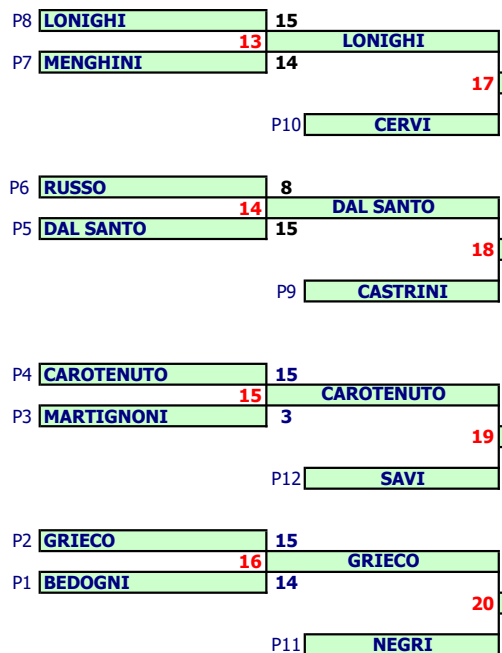 P8 LONIGHI 15
13 LONIGHI
P7 MENGHINI 14
17
P10 CERVI
P6 RUSSO 8
14 DAL SANTO
P5 DAL SANTO 15
18
P9 CASTRINI
P4 CAROTENUTO 15
15 CAROTENUTO
P3 MARTIGNONI 3
19
P12 SAVI
P2 GRIECO 15
16 GRIECO
P1 BEDOGNI 14
20
P11 NEGRI